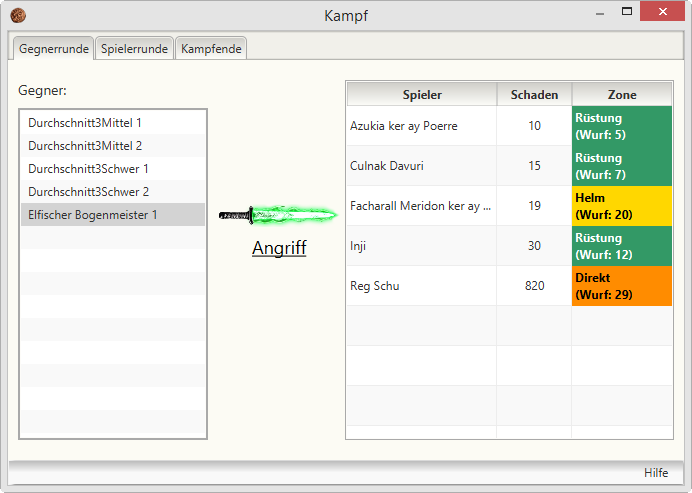 Kampf
Gegnerrunde Spielerrunde Kampfende
Gegner:
Durchschnitt3Mittel 1
Durchschnitt3Mittel 2
Durchschnitt3Schwer 1
Durchschnitt3Schwer 2
Elfischer Bogenmeister 1
Angriff
Spieler Schaden Zone
Azukia ker ay Poerre 10 Rüstung
(Wurf: 5)
Culnak Davuri 15 Rüstung
(Wurf: 7)
Facharall Meridon ker ay ... 19 Helm
(Wurf: 20)
Inji 30 Rüstung
(Wurf: 12)
Reg Schu 820 Direkt
(Wurf: 29)
Hilfe